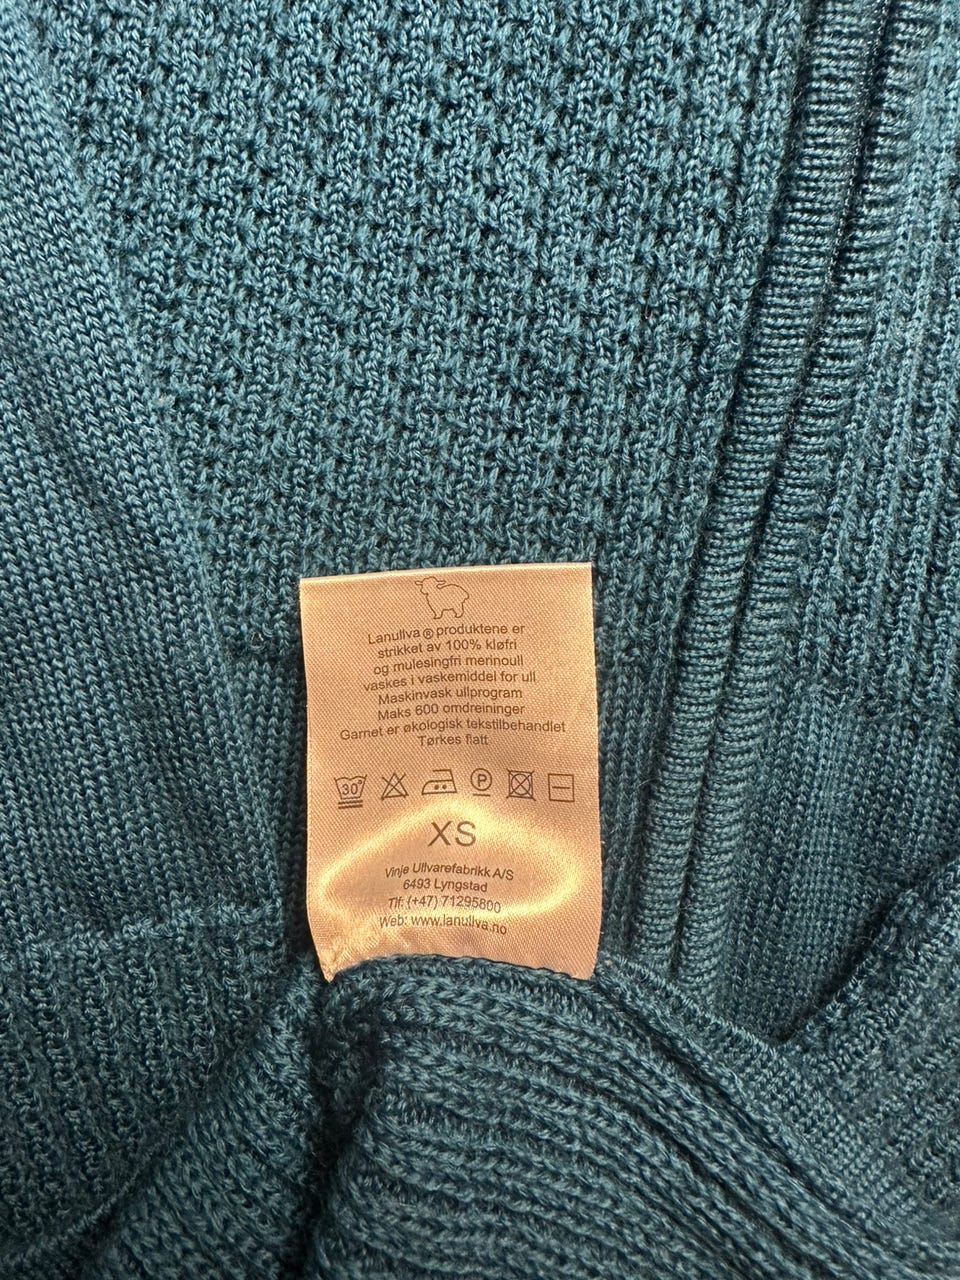 Lanullva® produktene er
strikket av 100% kløfri
og mulesingfri merinoull
vaskes i vaskemiddel for ull
Maskinvask ullprogram
Maks 600 omdreininger
Garnet er økologisk tekstilbehandlet
Tørkes flatt
30° P
XS
Vinje Ullvarefabrikk A/S
6493 Lyngstad
Tlf: (+47) 71295800
Web: www.lanullva.no